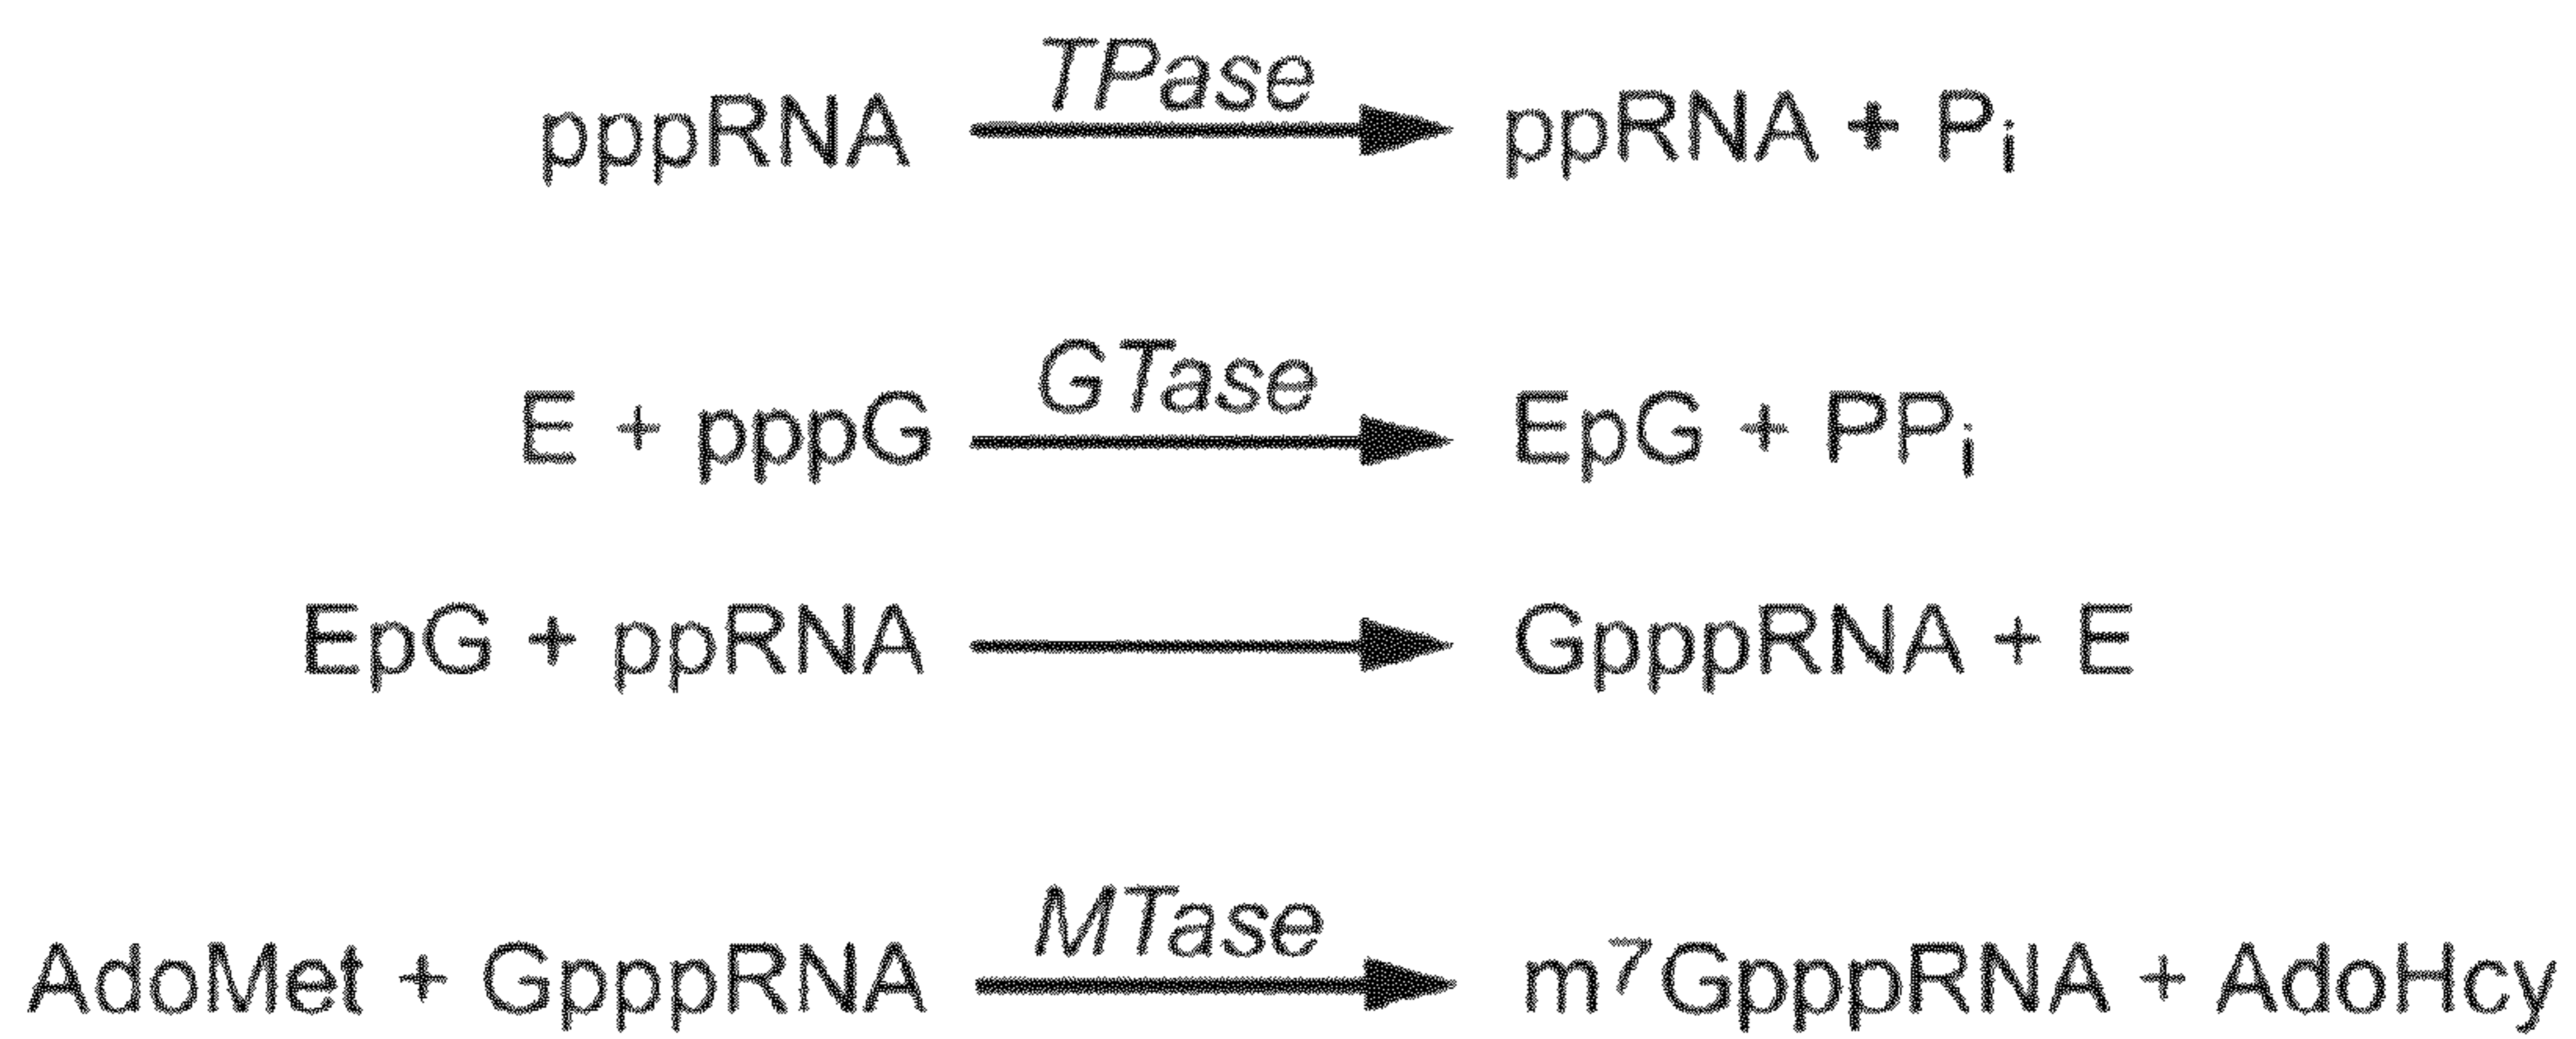 TPase
pppRNA → ppRNA + Pᵢ
GTase
E + pppG → EpG + PPᵢ
EpG + ppRNA → GpppRNA + E
MTase
AdoMet + GpppRNA → m⁷GpppRNA + AdoHcy